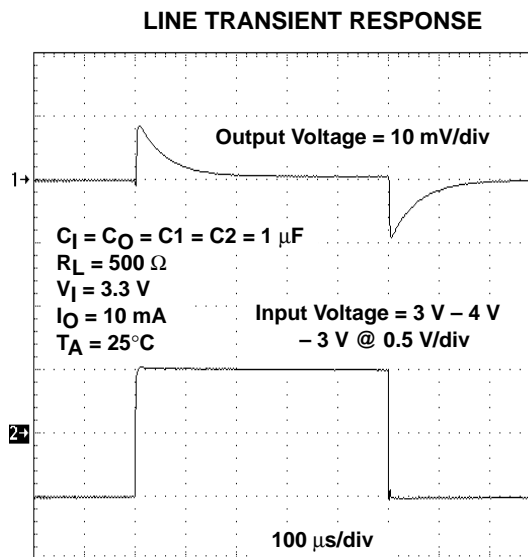 LINE TRANSIENT RESPONSE
Output Voltage = 10 mV/div
1→
CI = CO = C1 = C2 = 1 μF
RL = 500 Ω
VI = 3.3 V
IO = 10 mA
TA = 25°C
Input Voltage = 3 V – 4 V
– 3 V @ 0.5 V/div
2→
100 μs/div